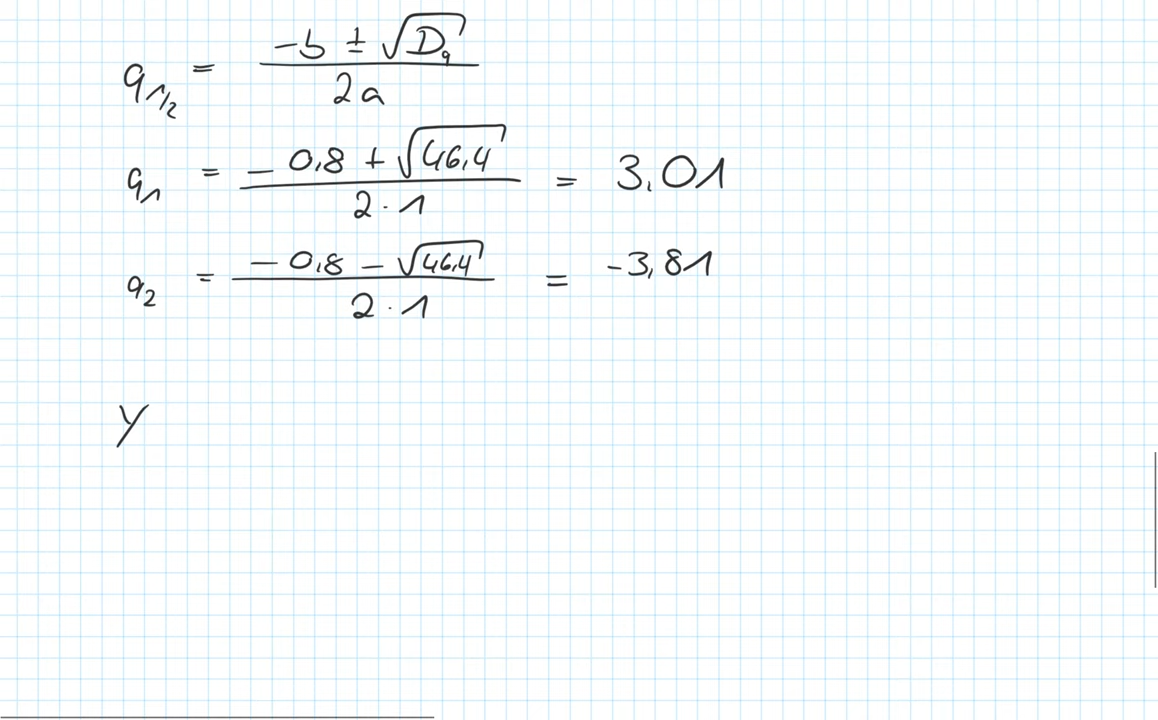 q₁/₂ = (-b ± √D_q) / 2a
q₁ = (-0,8 + √46,4) / 2·1 = 3,01
q₂ = (-0,8 - √46,4) / 2·1 = -3,81
y